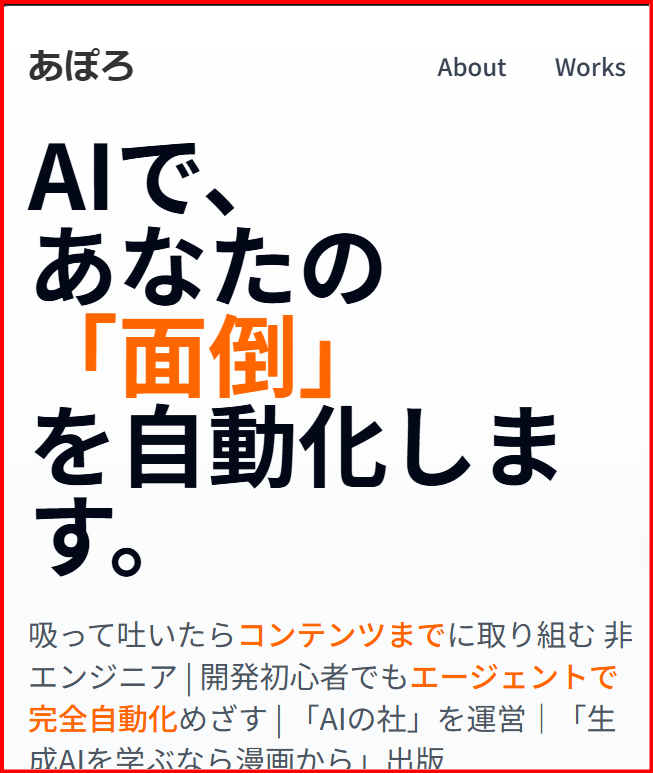 あぽろ
About Works
AIで、
あなたの
「面倒」
を自動化しま
す。
吸って吐いたらコンテンツまでに取り組む 非
エンジニア | 開発初心者でもエージェントで
完全自動化めざす | 「AIの社」を運営｜「生
成AIを学ぶなら漫画から」出版